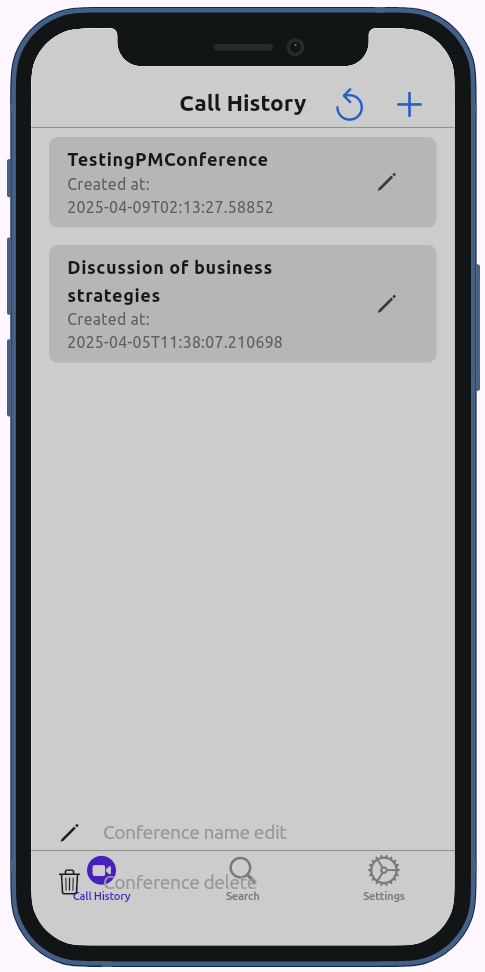 Call History
TestingPMConference
Created at:
2025-04-09T02:13:27.58852
Discussion of business
strategies
Created at:
2025-04-05T11:38:07.210698
Conference name edit
Conference delete
Call History
Search
Settings